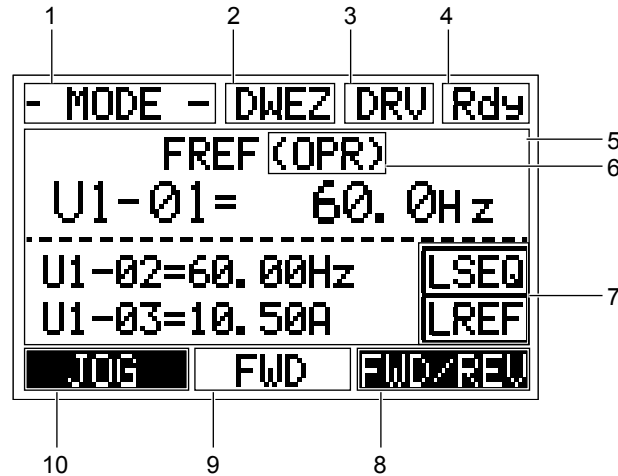 1 2 3 4
- MODE - DWEZ DRV Rdy
5
FREF (OPR)
6
U1-01= 60.0Hz
U1-02=60.00Hz LSEQ
7
U1-03=10.50A LREF
JOG FWD FWD/REV
10 9 8